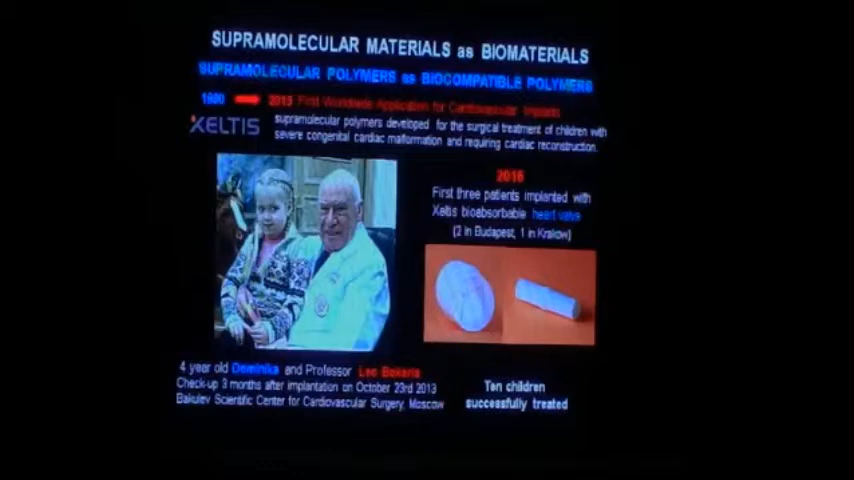 SUPRAMOLECULAR MATERIALS as BIOMATERIALS
SUPRAMOLECULAR POLYMERS as BIOCOMPATIBLE POLYMERS
2013 First Worldwide Application for Cardiovascular Implants
XELTIS
supramolecular polymers developed for the surgical treatment of children with
severe congenital cardiac malformation and requiring cardiac reconstruction.
2016
First three patients implanted with
Xeltis bioabsorbable heart valve
(2 in Budapest, 1 in Krakow)
4 year old Dominika and Professor Leo Bokeria
Check-up 3 months after implantation on October 23rd 2013
Bakulev Scientific Center for Cardiovascular Surgery, Moscow
Ten children
successfully treated